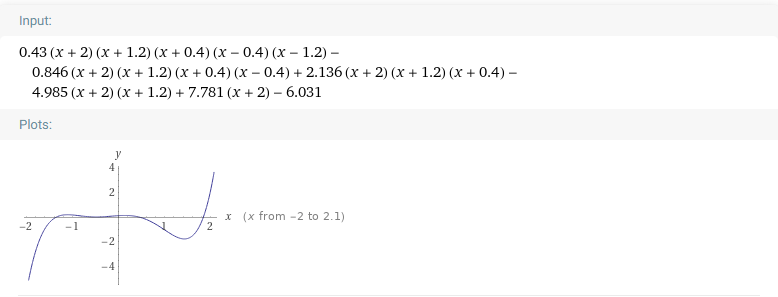 Input:
0.43 (x + 2) (x + 1.2) (x + 0.4) (x − 0.4) (x − 1.2) −
0.846 (x + 2) (x + 1.2) (x + 0.4) (x − 0.4) + 2.136 (x + 2) (x + 1.2) (x + 0.4) −
4.985 (x + 2) (x + 1.2) + 7.781 (x + 2) − 6.031
Plots:
y
4
2
x (x from −2 to 2.1)
−2 −1 1 2
−2
−4